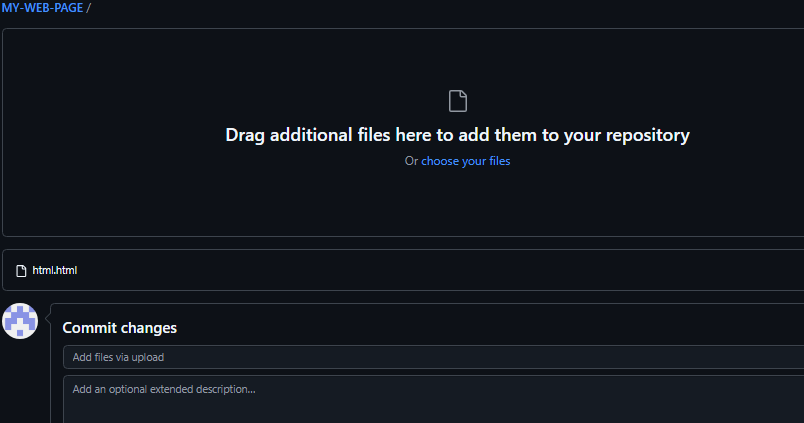 MY-WEB-PAGE /
Drag additional files here to add them to your repository
Or choose your files
html.html
Commit changes
Add files via upload
Add an optional extended description...